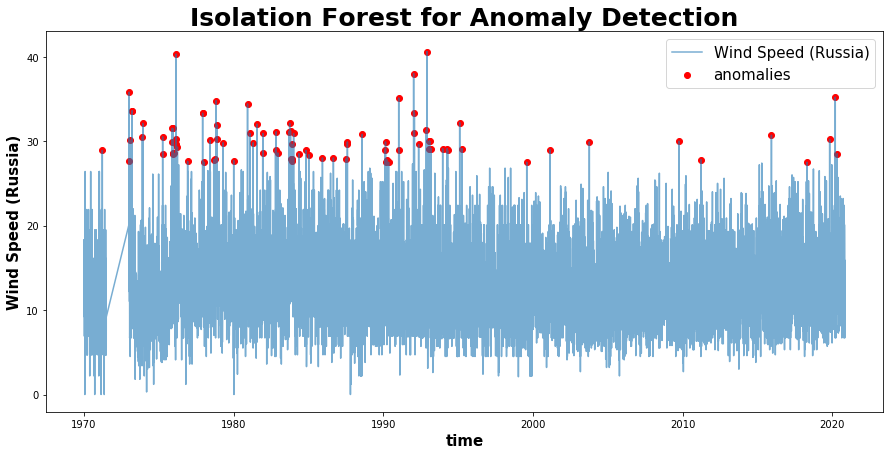 Isolation Forest for Anomaly Detection
Wind Speed (Russia)
anomalies
Wind Speed (Russia)
40
30
20
10
0
1970 1980 1990 2000 2010 2020
time